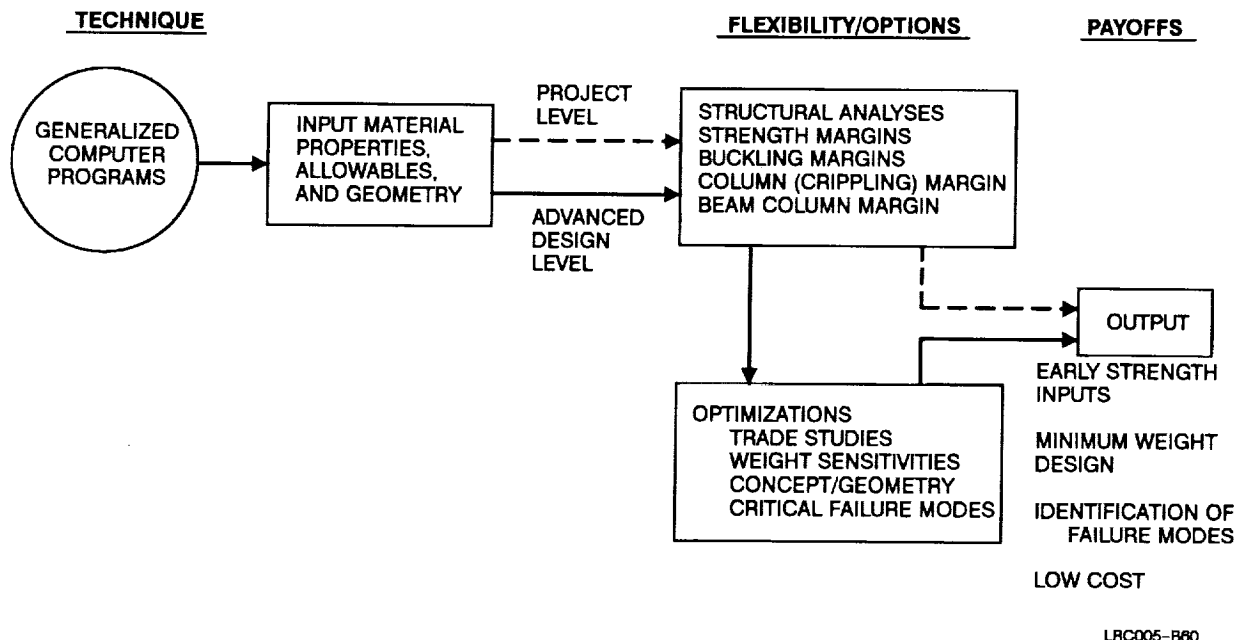 TECHNIQUE
FLEXIBILITY/OPTIONS
PAYOFFS
GENERALIZED
COMPUTER
PROGRAMS
INPUT MATERIAL
PROPERTIES,
ALLOWABLES,
AND GEOMETRY
PROJECT
LEVEL
ADVANCED
DESIGN
LEVEL
STRUCTURAL ANALYSES
STRENGTH MARGINS
BUCKLING MARGINS
COLUMN (CRIPPLING) MARGIN
BEAM COLUMN MARGIN
OPTIMIZATIONS
TRADE STUDIES
WEIGHT SENSITIVITIES
CONCEPT/GEOMETRY
CRITICAL FAILURE MODES
OUTPUT
EARLY STRENGTH
INPUTS
MINIMUM WEIGHT
DESIGN
IDENTIFICATION OF
FAILURE MODES
LOW COST
LRC005-R60